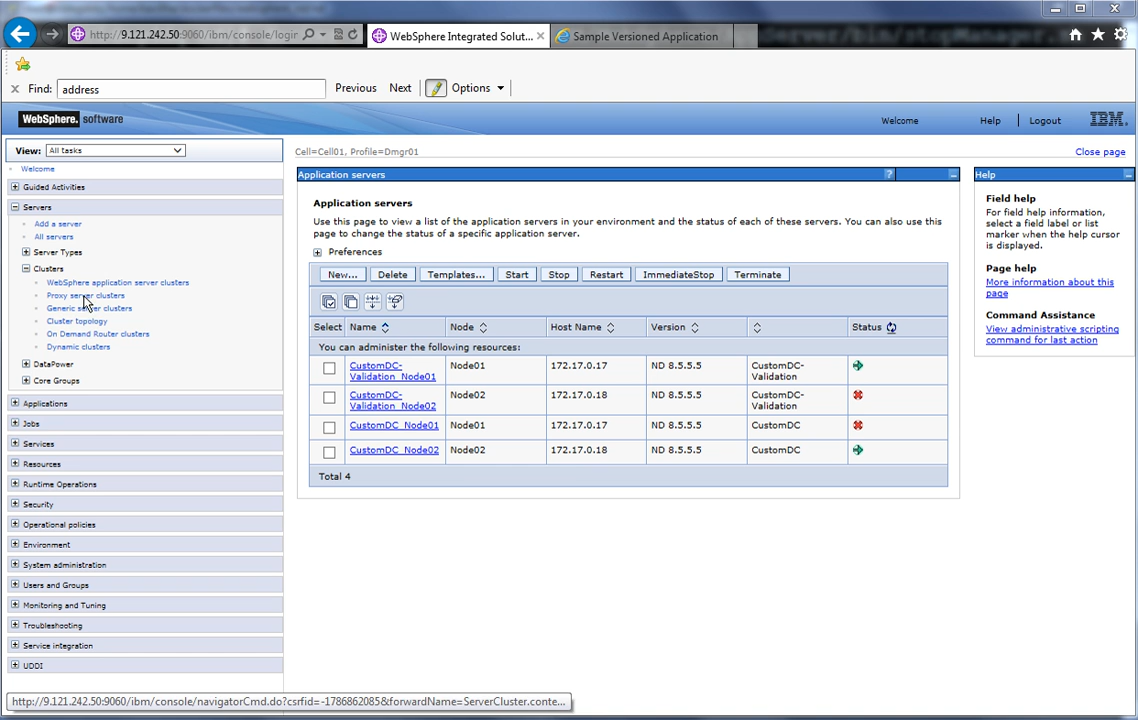 http://9.121.242.50:9060/ibm/console/logir
WebSphere Integrated Solut...
Sample Versioned Application
Find: address
Previous Next Options
WebSphere. software
Welcome Help Logout IBM.
View: All tasks
Cell=Cell01, Profile=Dmgr01
Close page
Welcome
Guided Activities
Servers
Add a server
All servers
Server Types
Clusters
WebSphere application server clusters
Proxy server clusters
Generic server clusters
Cluster topology
On Demand Router clusters
Dynamic clusters
DataPower
Core Groups
Applications
Jobs
Services
Resources
Runtime Operations
Security
Operational policies
Environment
System administration
Users and Groups
Monitoring and Tuning
Troubleshooting
Service integration
UDDI
Application servers ?
Application servers
Use this page to view a list of the application servers in your environment and the status of each of these servers. You can also use this
page to change the status of a specific application server.
Preferences
New... Delete Templates... Start Stop Restart ImmediateStop Terminate
Select Name Node Host Name Version Status
You can administer the following resources:
CustomDC-
Validation_Node01 Node01 172.17.0.17 ND 8.5.5.5 CustomDC-
Validation
CustomDC-
Validation_Node02 Node02 172.17.0.18 ND 8.5.5.5 CustomDC-
Validation
CustomDC_Node01 Node01 172.17.0.17 ND 8.5.5.5 CustomDC
CustomDC_Node02 Node02 172.17.0.18 ND 8.5.5.5 CustomDC
Total 4
Help
Field help
For field help information,
select a field label or list
marker when the help cursor
is displayed.
Page help
More information about this
page
Command Assistance
View administrative scripting
command for last action
http://9.121.242.50:9060/ibm/console/navigatorCmd.do?csrfid=-1786862085&forwardName=ServerCluster.conte...